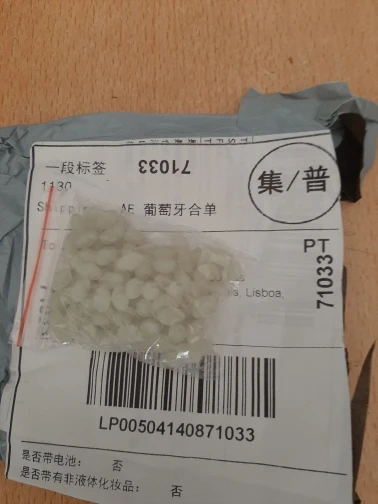 一段标签
71033
1130
集/普
AE 葡萄牙合单
PT
71033
To
Lisboa,
LP00504140871033
是否带电池： 否
是否带有非液体化妆品： 否